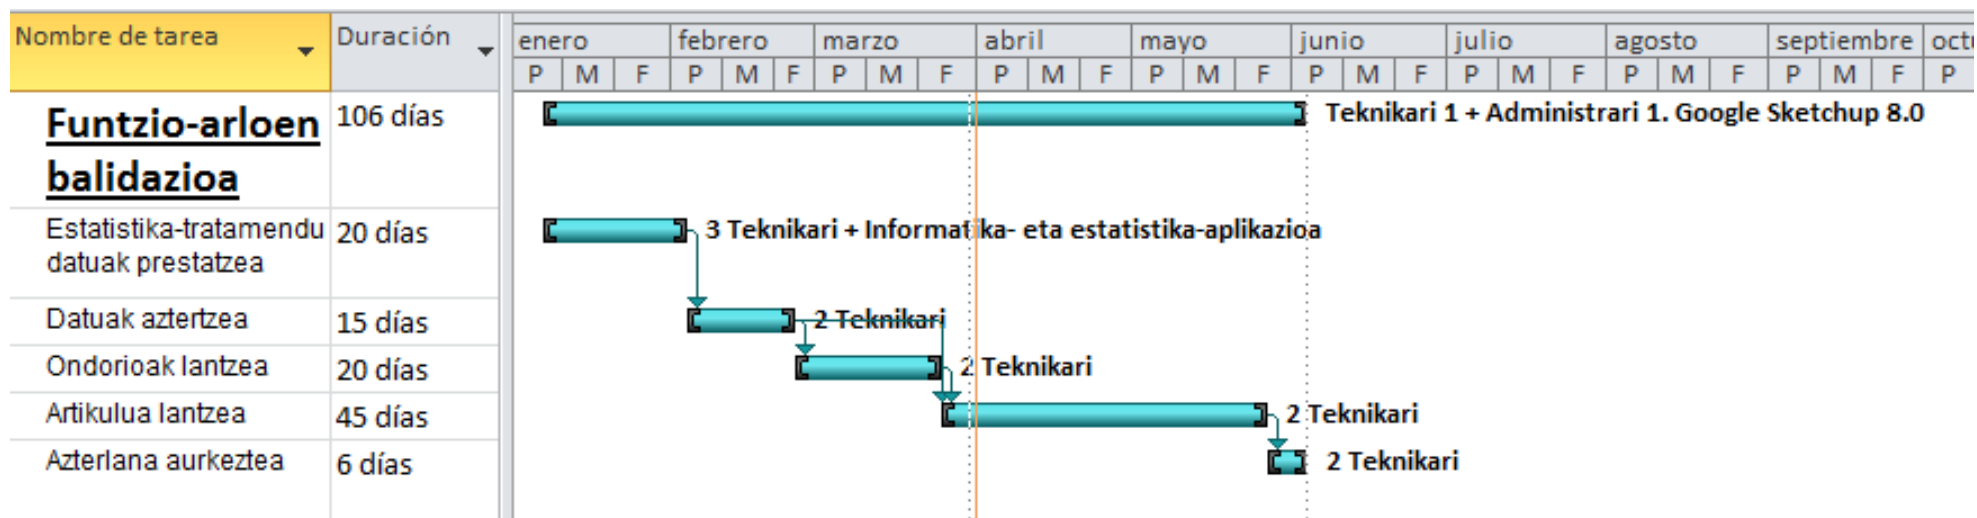 Nombre de tarea Duración enero febrero marzo abril mayo junio julio agosto septiembre octu
P M F P M F P M F P M F P M F P M F P M F P M F P M F P
Funtzio-arloen 106 días Teknikari 1 + Administrari 1. Google Sketchup 8.0
balidazioa
Estatistika-tratamendu 20 días 3 Teknikari + Informatika- eta estatistika-aplikazioa
datuak prestatzea
Datuak aztertzea 15 días 2 Teknikari
Ondorioak lantzea 20 días 2 Teknikari
Artikulua lantzea 45 días 2 Teknikari
Azterlana aurkeztea 6 días 2 Teknikari